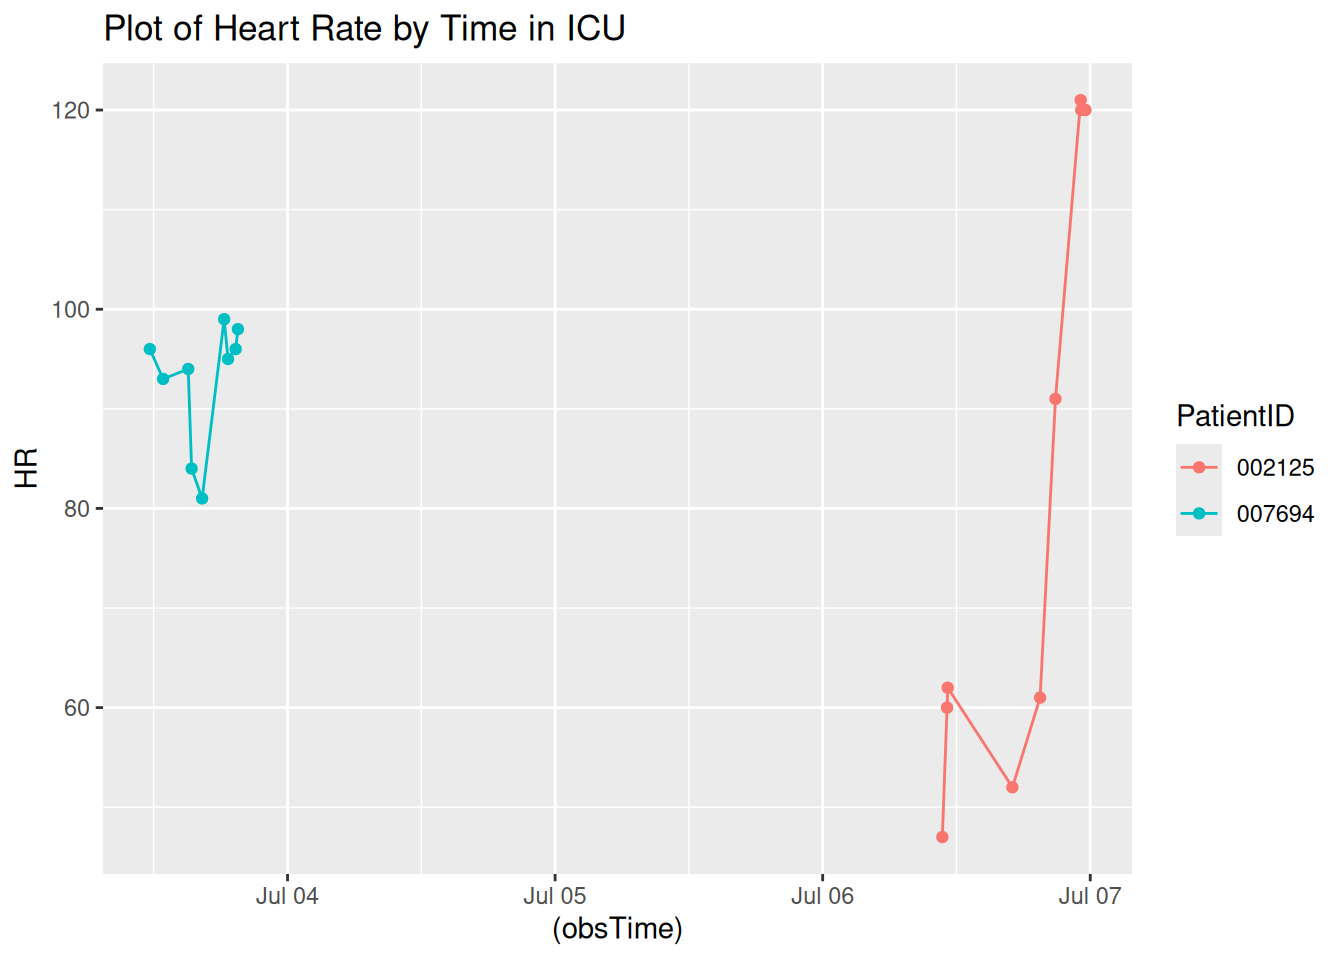 Plot of Heart Rate by Time in ICU
120
100
80
60
HR
Jul 04
Jul 05
Jul 06
Jul 07
(obsTime)
PatientID
002125
007694